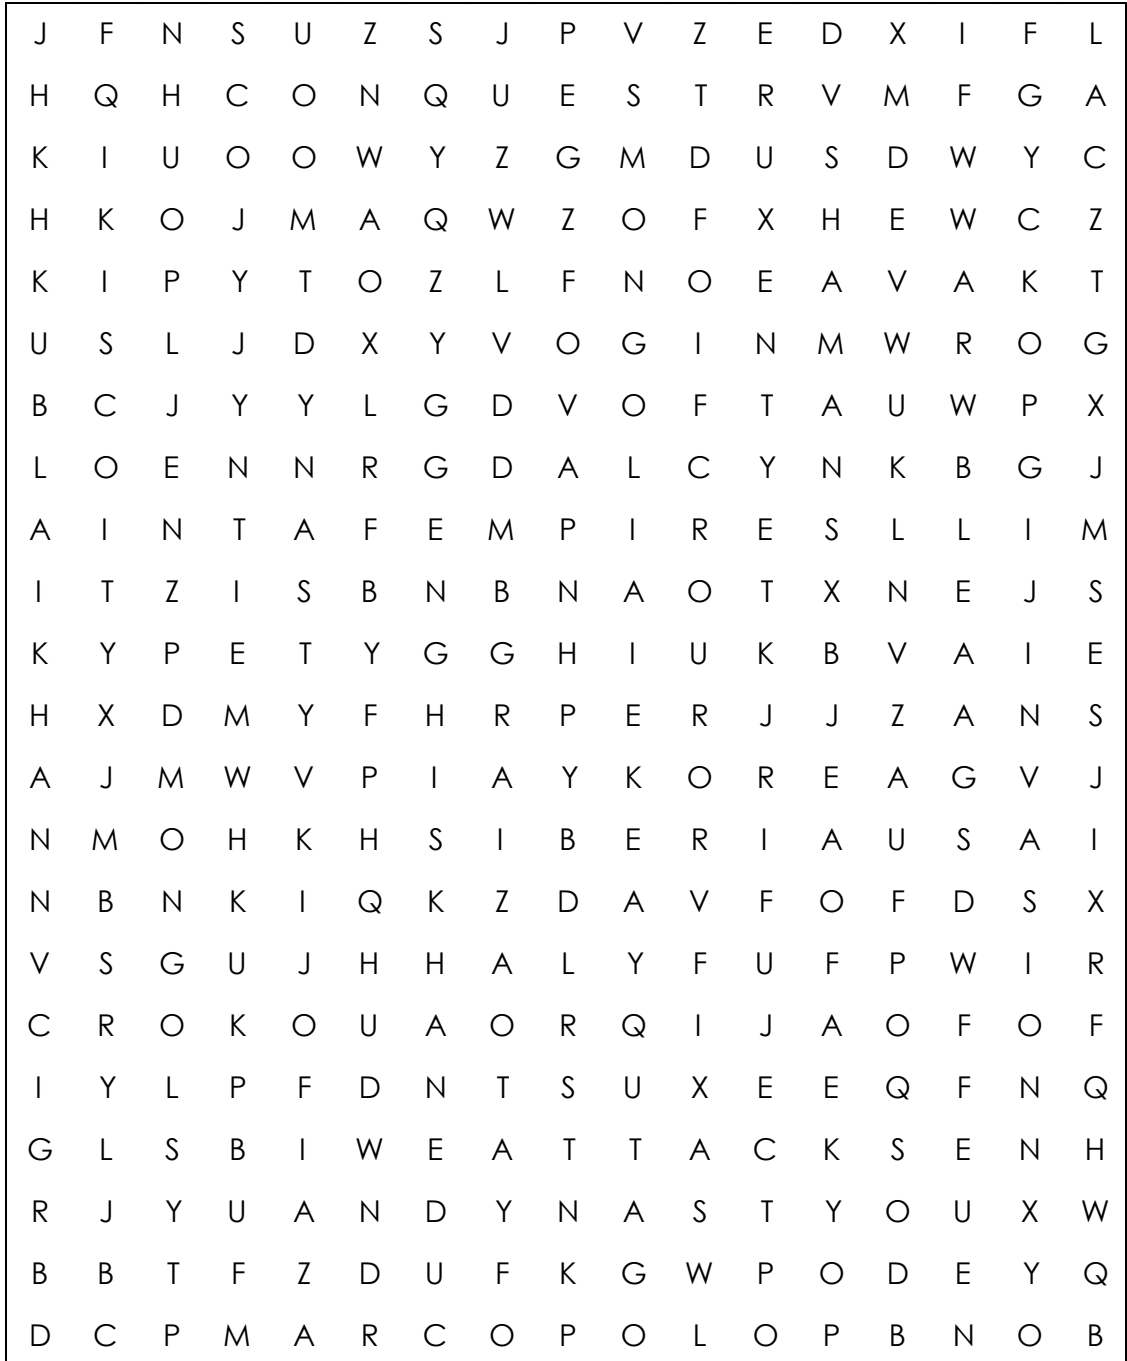 J F N S U Z S J P V Z E D X I F L
H Q H C O N Q U E S T R V M F G A
K I U O O W Y Z G M D U S D W Y C
H K O J M A Q W Z O F X H E W C Z
K I P Y T O Z L F N O E A V A K T
U S L J D X Y V O G I N M W R O G
B C J Y Y L G D V O F T A U W P X
L O E N N R G D A L C Y N K B G J
A I N T A F E M P I R E S L L I M
I T Z I S B N B N A O T X N E J S
K Y P E T Y G G H I U K B V A I E
H X D M Y F H R P E R J J Z A N S
A J M W V P I A Y K O R E A G V J
N M O H K H S I B E R I A U S A I
N B N K I Q K Z D A V F O F D S X
V S G U J H H A L Y F U F P W I R
C R O K O U A O R Q I J A O F O F
I Y L P F D N T S U X E E Q F N Q
G L S B I W E A T T A C K S E N H
R J Y U A N D Y N A S T Y O U X W
B B T F Z D U F K G W P O D E Y Q
D C P M A R C O P O L O P B N O B